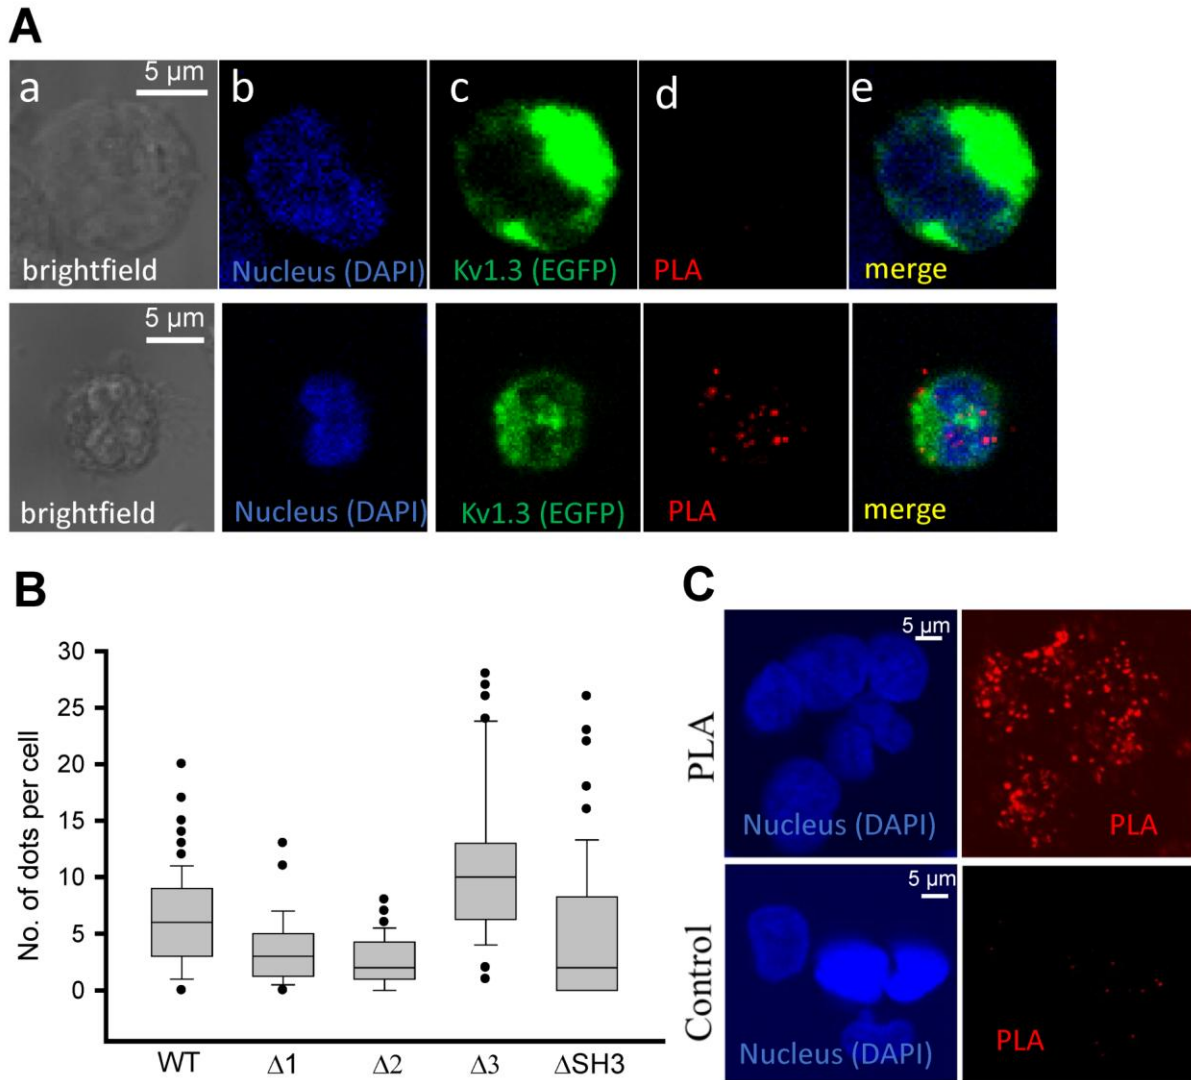 A
a
5 µm
b
c
d
e
brightfield
Nucleus (DAPI)
Kv1.3 (EGFP)
PLA
merge
5 µm
brightfield
Nucleus (DAPI)
Kv1.3 (EGFP)
PLA
merge
B
No. of dots per cell
30
25
20
15
10
5
0
WT
Δ1
Δ2
Δ3
ΔSH3
C
PLA
5 µm
Nucleus (DAPI)
PLA
Control
5 µm
Nucleus (DAPI)
PLA